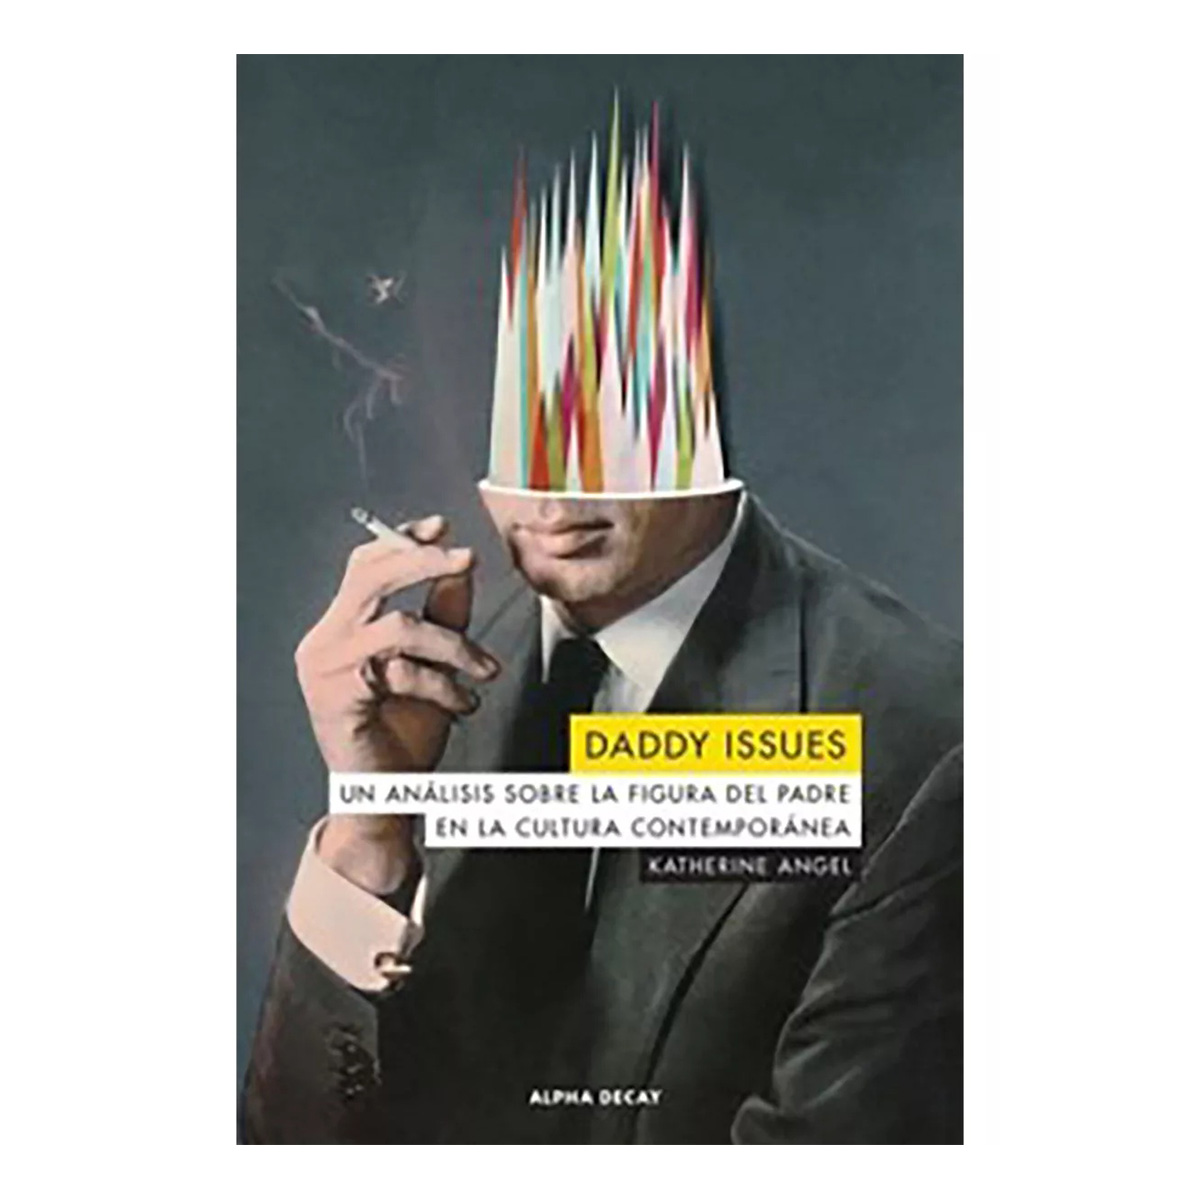 DADDY ISSUES
UN ANÁLISIS SOBRE LA FIGURA DEL PADRE
EN LA CULTURA CONTEMPORÁNEA
KATHERINE ANGEL
ALPHA DECAY